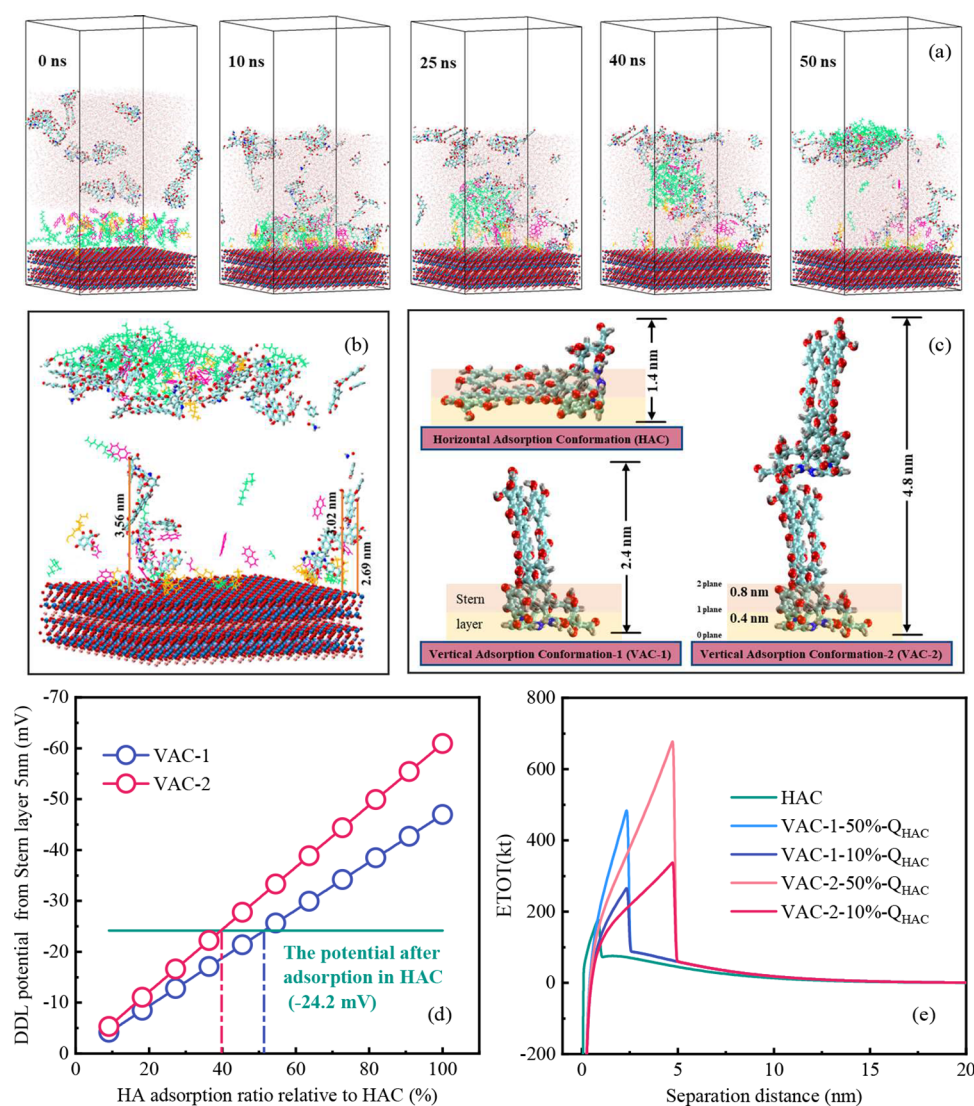 0 ns
10 ns
25 ns
40 ns
50 ns
(a)
(b)
3.56 nm
3.02 nm
2.69 nm
(c)
1.4 nm
Horizontal Adsorption Conformation (HAC)
2.4 nm
Stern
layer
Vertical Adsorption Conformation-1 (VAC-1)
4.8 nm
2 plane
0.8 nm
1 plane
0.4 nm
0 plane
Vertical Adsorption Conformation-2 (VAC-2)
DDL potential from Stern layer 5nm (mV)
-70
-60
-50
-40
-30
-20
-10
0
VAC-1
VAC-2
The potential after
adsorption in HAC
(-24.2 mV)
(d)
0 20 40 60 80 100
HA adsorption ratio relative to HAC (%)
ETOT(kt)
800
600
400
200
0
-200
HAC
VAC-1-50%-QHAC
VAC-1-10%-QHAC
VAC-2-50%-QHAC
VAC-2-10%-QHAC
(e)
0 5 10 15 20
Separation distance (nm)